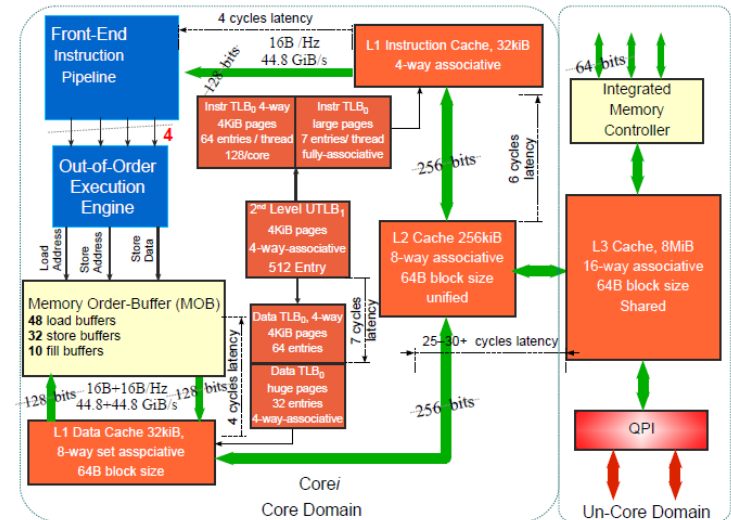 Front-End
Instruction
Pipeline
4 cycles latency
16B /Hz
44.8 GiB/s
128 bits
L1 Instruction Cache, 32kiB
4-way associative
64 bits
Integrated
Memory
Controller
4
Instr TLB0 4-way
4KiB pages
64 entries / thread
128/core
Instr TLB0
large pages
7 entries/ thread
fully-associative
Out-of-Order
Execution
Engine
256 bits
6 cycles
latency
Load
Address
Store
Address
Store
Data
2nd Level UTLB1
4KiB pages
4-way-associative
512 Entry
L2 Cache 256kiB
8-way associative
64B block size
unified
L3 Cache, 8MiB
16-way associative
64B block size
Shared
Memory Order-Buffer (MOB)
48 load buffers
32 store buffers
10 fill buffers
Data TLB0, 4-way
4KiB pages
64 entries
7 cycles
latency
25–30+ cycles latency
Data TLB0
huge pages
32 entries
4-way-associative
4 cycles latency
128 bits
16B+16B/Hz
44.8+44.8 GiB/s
128 bits
256 bits
L1 Data Cache 32kiB,
8-way set asspciative
64B block size
QPI
Corei
Core Domain
Un-Core Domain